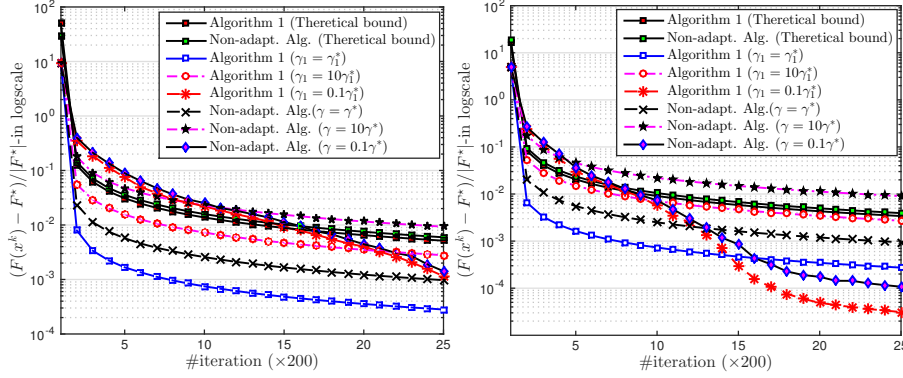 (F(x^k) − F*)/|F*|-in logscale
10^2
10^1
10^0
10^-1
10^-2
10^-3
10^-4
Algorithm 1 (Theretical bound)
Non-adapt. Alg. (Theretical bound)
Algorithm 1 (γ_1 = γ_1^*)
Algorithm 1 (γ_1 = 10γ_1^*)
Algorithm 1 (γ_1 = 0.1γ_1^*)
Non-adapt. Alg.(γ = γ*)
Non-adapt. Alg. (γ = 10γ*)
Non-adapt. Alg. (γ = 0.1γ*)
5 10 15 20 25
#iteration (×200)
(F(x^k) − F*)/|F*|-in logscale
10^2
10^1
10^0
10^-1
10^-2
10^-3
10^-4
Algorithm 1 (Theretical bound)
Non-adapt. Alg. (Theretical bound)
Algorithm 1 (γ_1 = γ_1^*)
Algorithm 1 (γ_1 = 10γ_1^*)
Algorithm 1 (γ_1 = 0.1γ_1^*)
Non-adapt. Alg. (γ = γ*)
Non-adapt. Alg. (γ = 10γ*)
Non-adapt. Alg. (γ = 0.1γ*)
5 10 15 20 25
#iteration (×200)